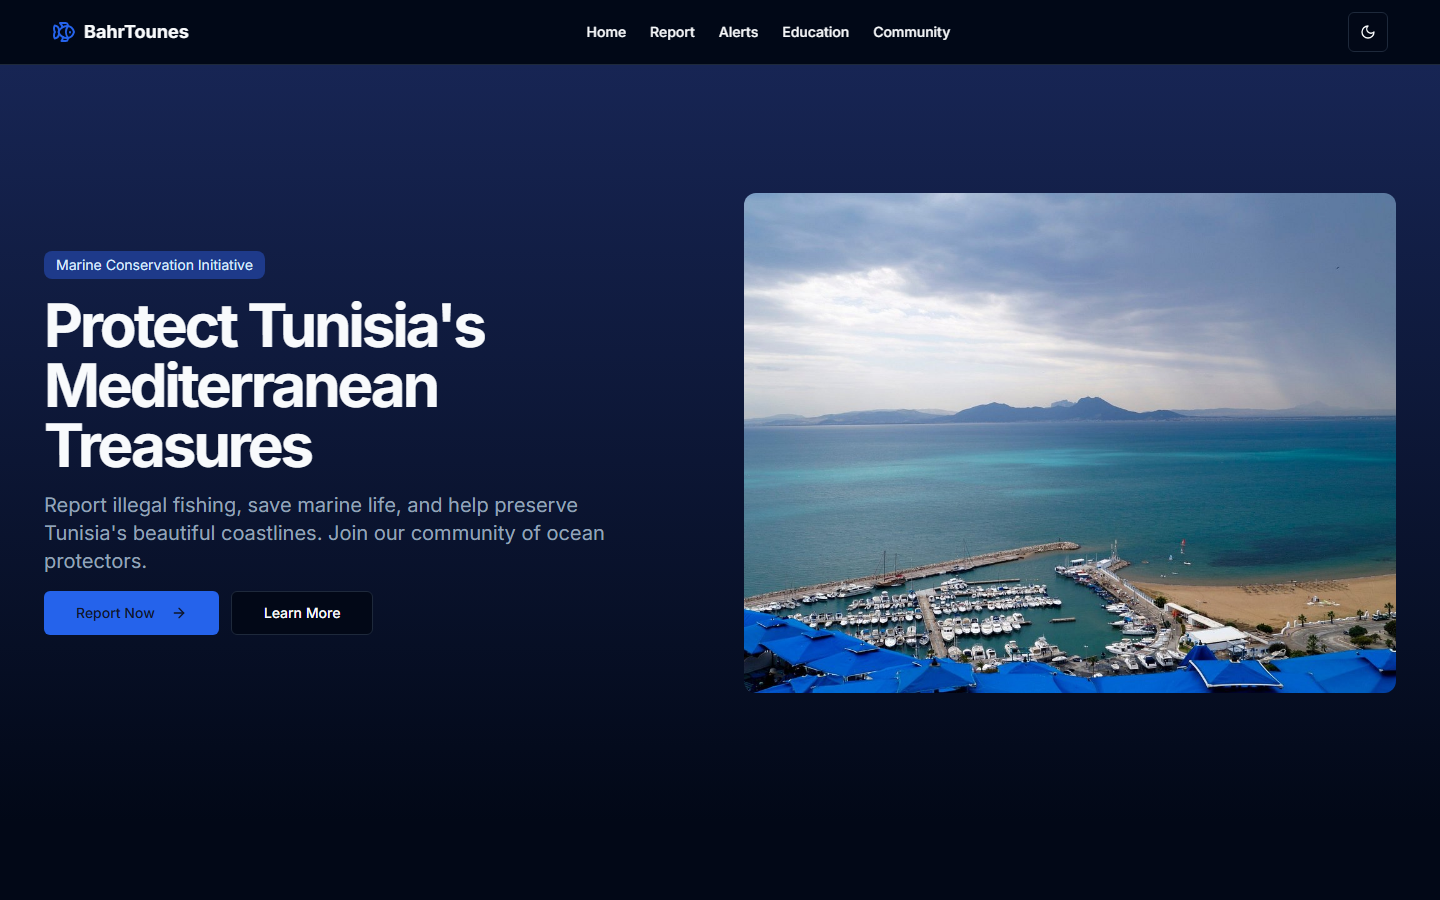 BahrTounes
Home
Report
Alerts
Education
Community
Marine Conservation Initiative
Protect Tunisia's
Mediterranean
Treasures
Report illegal fishing, save marine life, and help preserve
Tunisia's beautiful coastlines. Join our community of ocean
protectors.
Report Now
Learn More